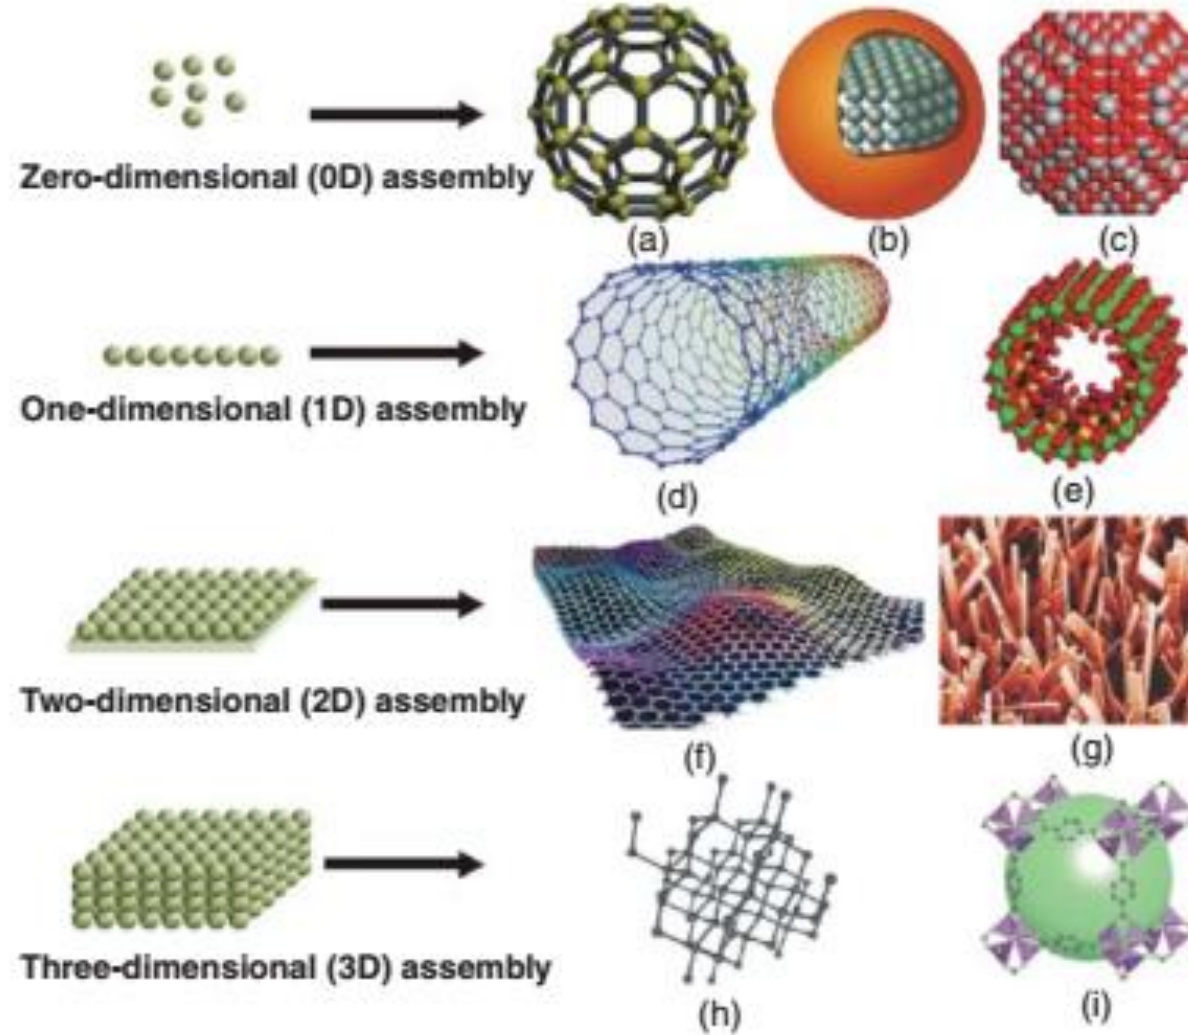 Zero-dimensional (0D) assembly
(a)
(b)
(c)
One-dimensional (1D) assembly
(d)
(e)
Two-dimensional (2D) assembly
(f)
(g)
Three-dimensional (3D) assembly
(h)
(i)